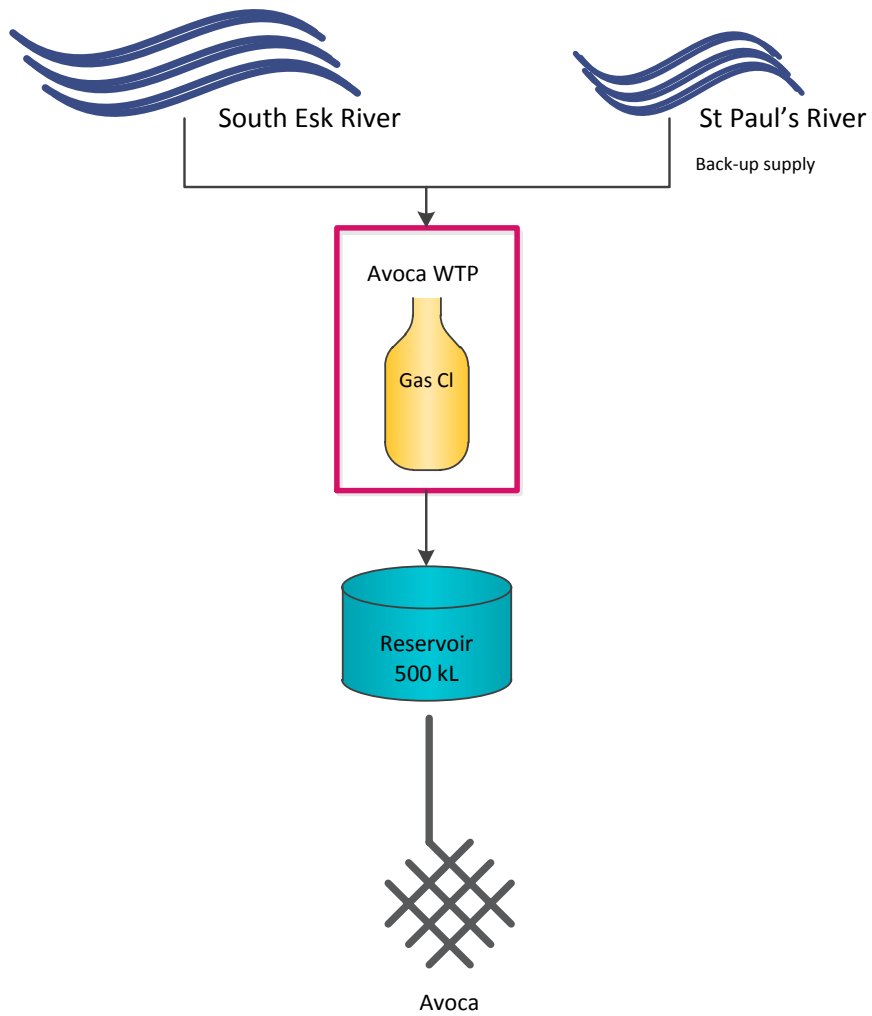 South Esk River
St Paul's River
Back-up supply
Avoca WTP
Gas Cl
Reservoir
500 kL
Avoca